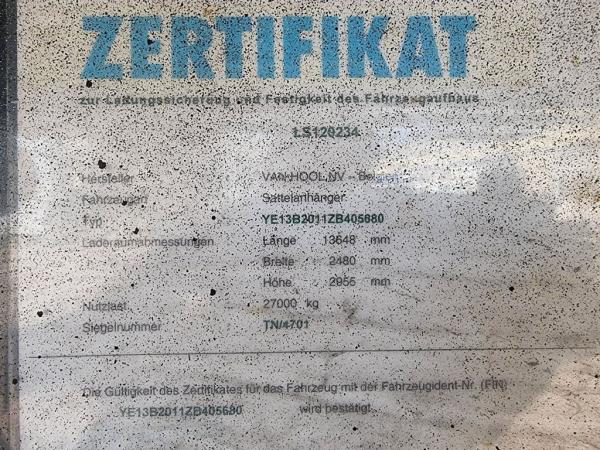 ZERTIFIKAT
zur Ladungssicherung und Festigkeit des Fahrzeugaufbaus
LS120234
Hersteller VAN HOOL NV – Belgien
Fahrzeugart Sattelanhänger
Typ YE13B2011ZB405680
Laderaumabmessungen Länge 13648 mm
Breite 2480 mm
Höhe 2955 mm
Nutzlast 27000 kg
Siegelnummer TN/4701
Die Gültigkeit des Zertifikates für das Fahrzeug mit der Fahrzeugident-Nr. (FIN)
YE13B2011ZB405680 wird bestätigt